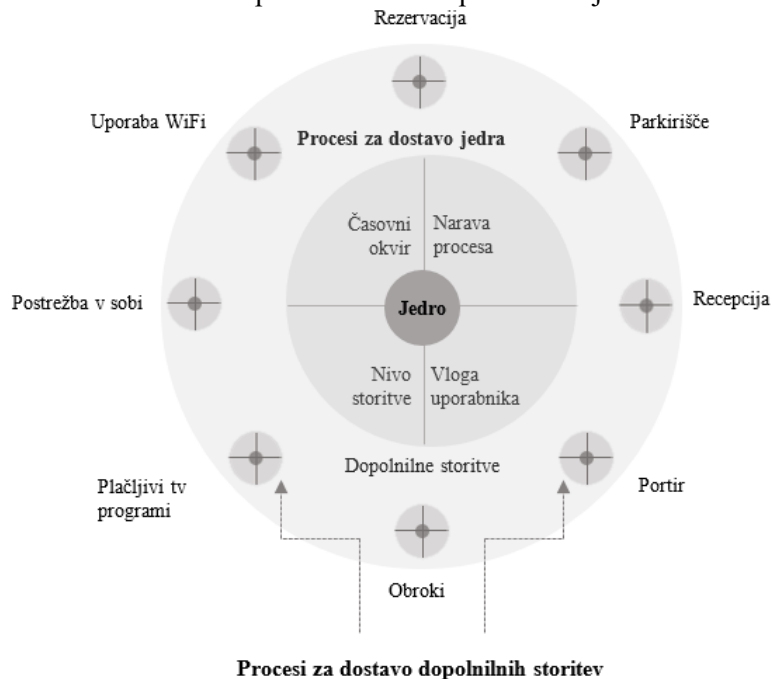 Rezervacija
Uporaba WiFi
Parkirišče
Procesi za dostavo jedra
Časovni
okvir
Narava
procesa
Postrežba v sobi
Jedro
Recepcija
Nivo
storitve
Vloga
uporabnika
Dopolnilne storitve
Plačljivi tv
programi
Portir
Obroki
Procesi za dostavo dopolnilnih storitev